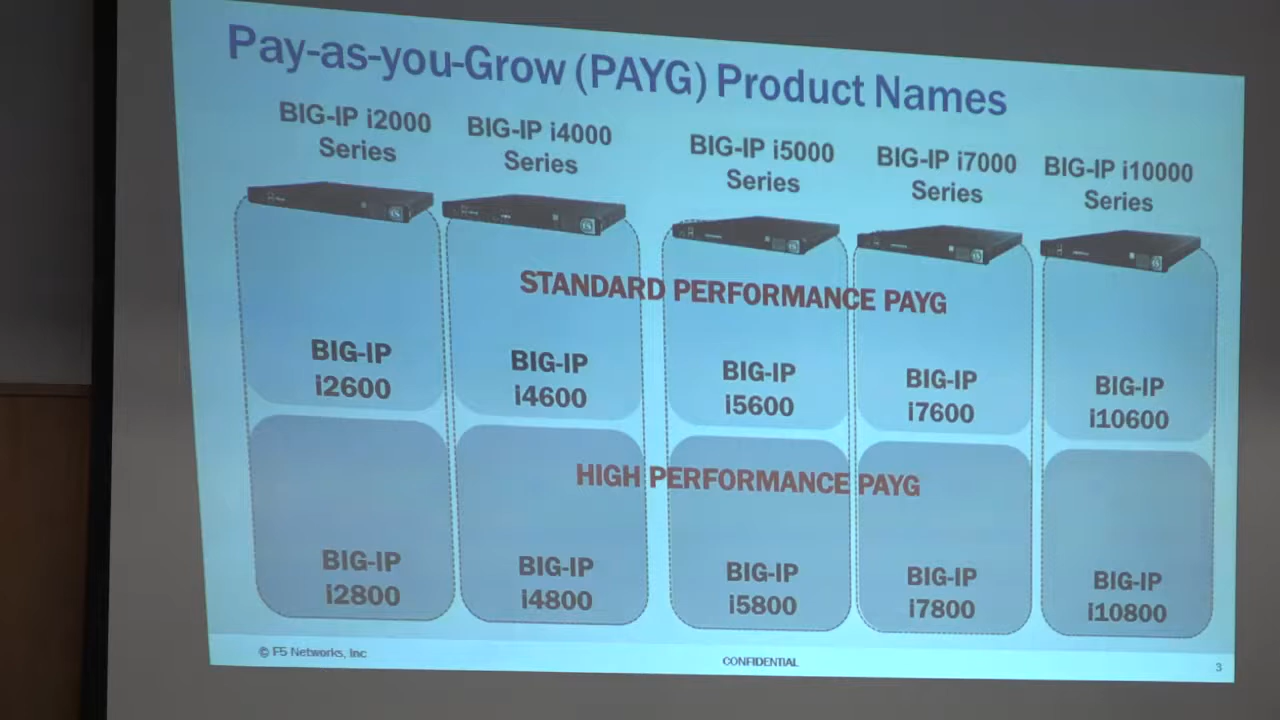 Pay-as-you-Grow (PAYG) Product Names
BIG-IP i2000
Series
BIG-IP i4000
Series
BIG-IP i5000
Series
BIG-IP i7000
Series
BIG-IP i10000
Series
STANDARD PERFORMANCE PAYG
BIG-IP
i2600
BIG-IP
i4600
BIG-IP
i5600
BIG-IP
i7600
BIG-IP
i10600
HIGH PERFORMANCE PAYG
BIG-IP
i2800
BIG-IP
i4800
BIG-IP
i5800
BIG-IP
i7800
BIG-IP
i10800
© F5 Networks, Inc
CONFIDENTIAL
3